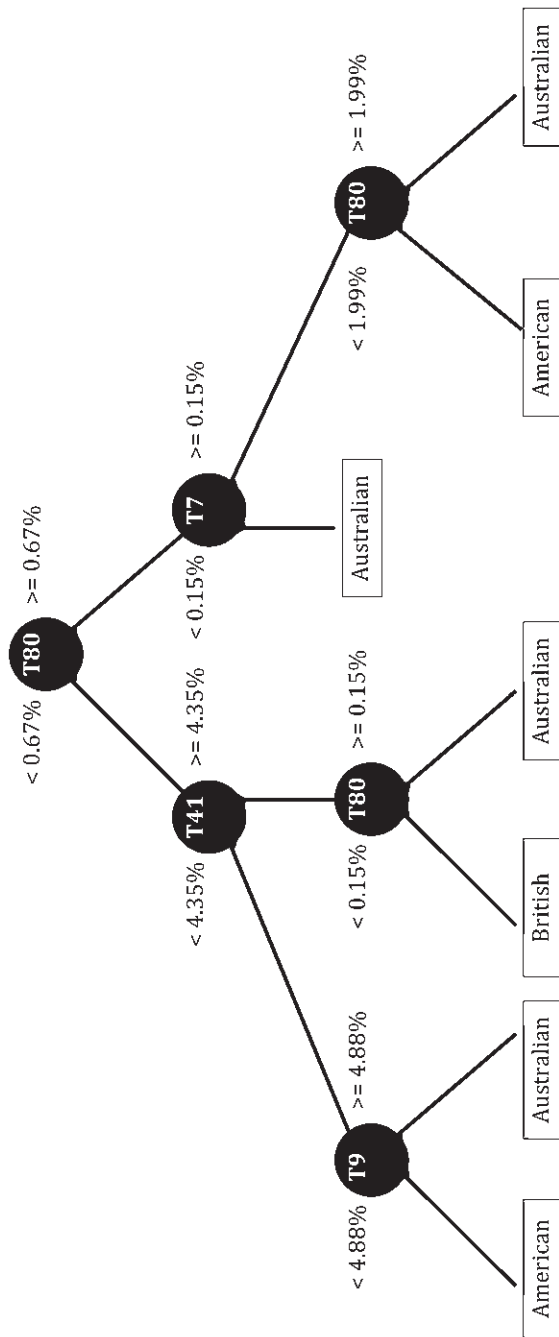 T80
< 0.67%
>= 0.67%
T41
< 4.35%
>= 4.35%
T7
< 0.15%
>= 0.15%
T9
< 4.88%
>= 4.88%
T80
< 0.15%
>= 0.15%
Australian
T80
< 1.99%
>= 1.99%
American
Australian
British
Australian
American
Australian